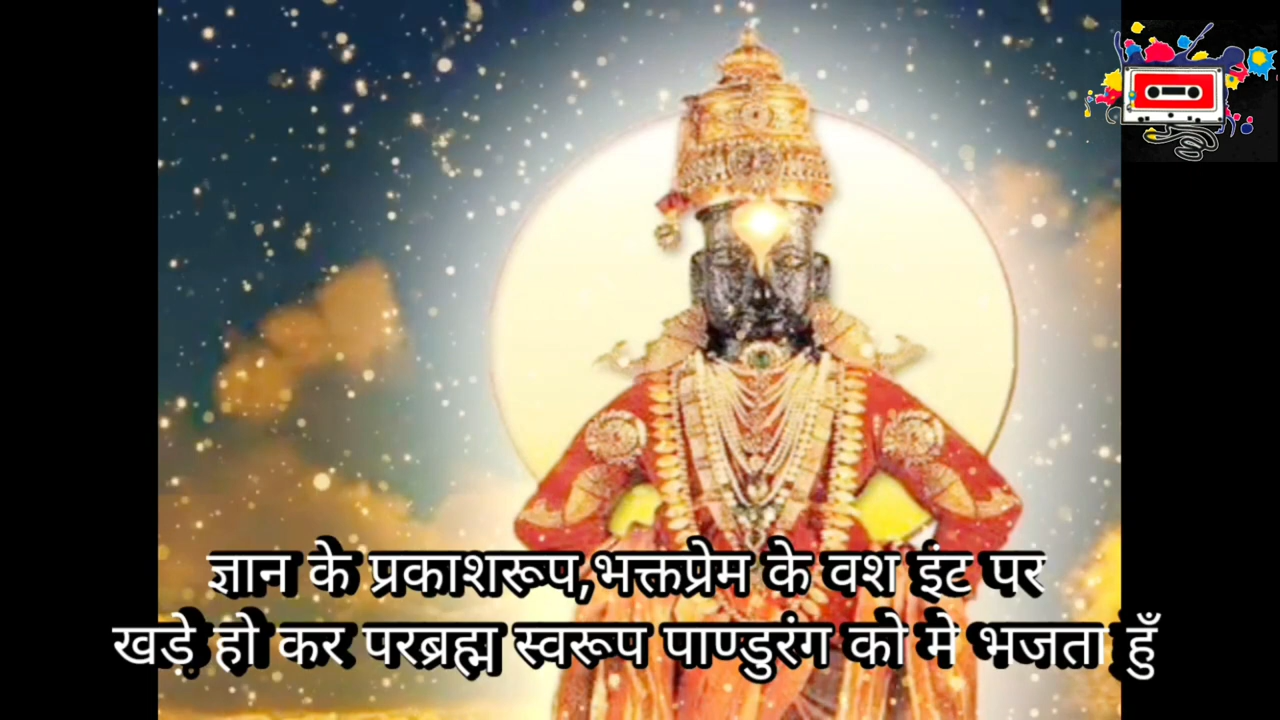 ज्ञान के प्रकाशरूप,भक्तप्रेम के वश इंट पर
खड़े हो कर परब्रह्म स्वरूप पाण्डुरंग को मे भजता हुँ